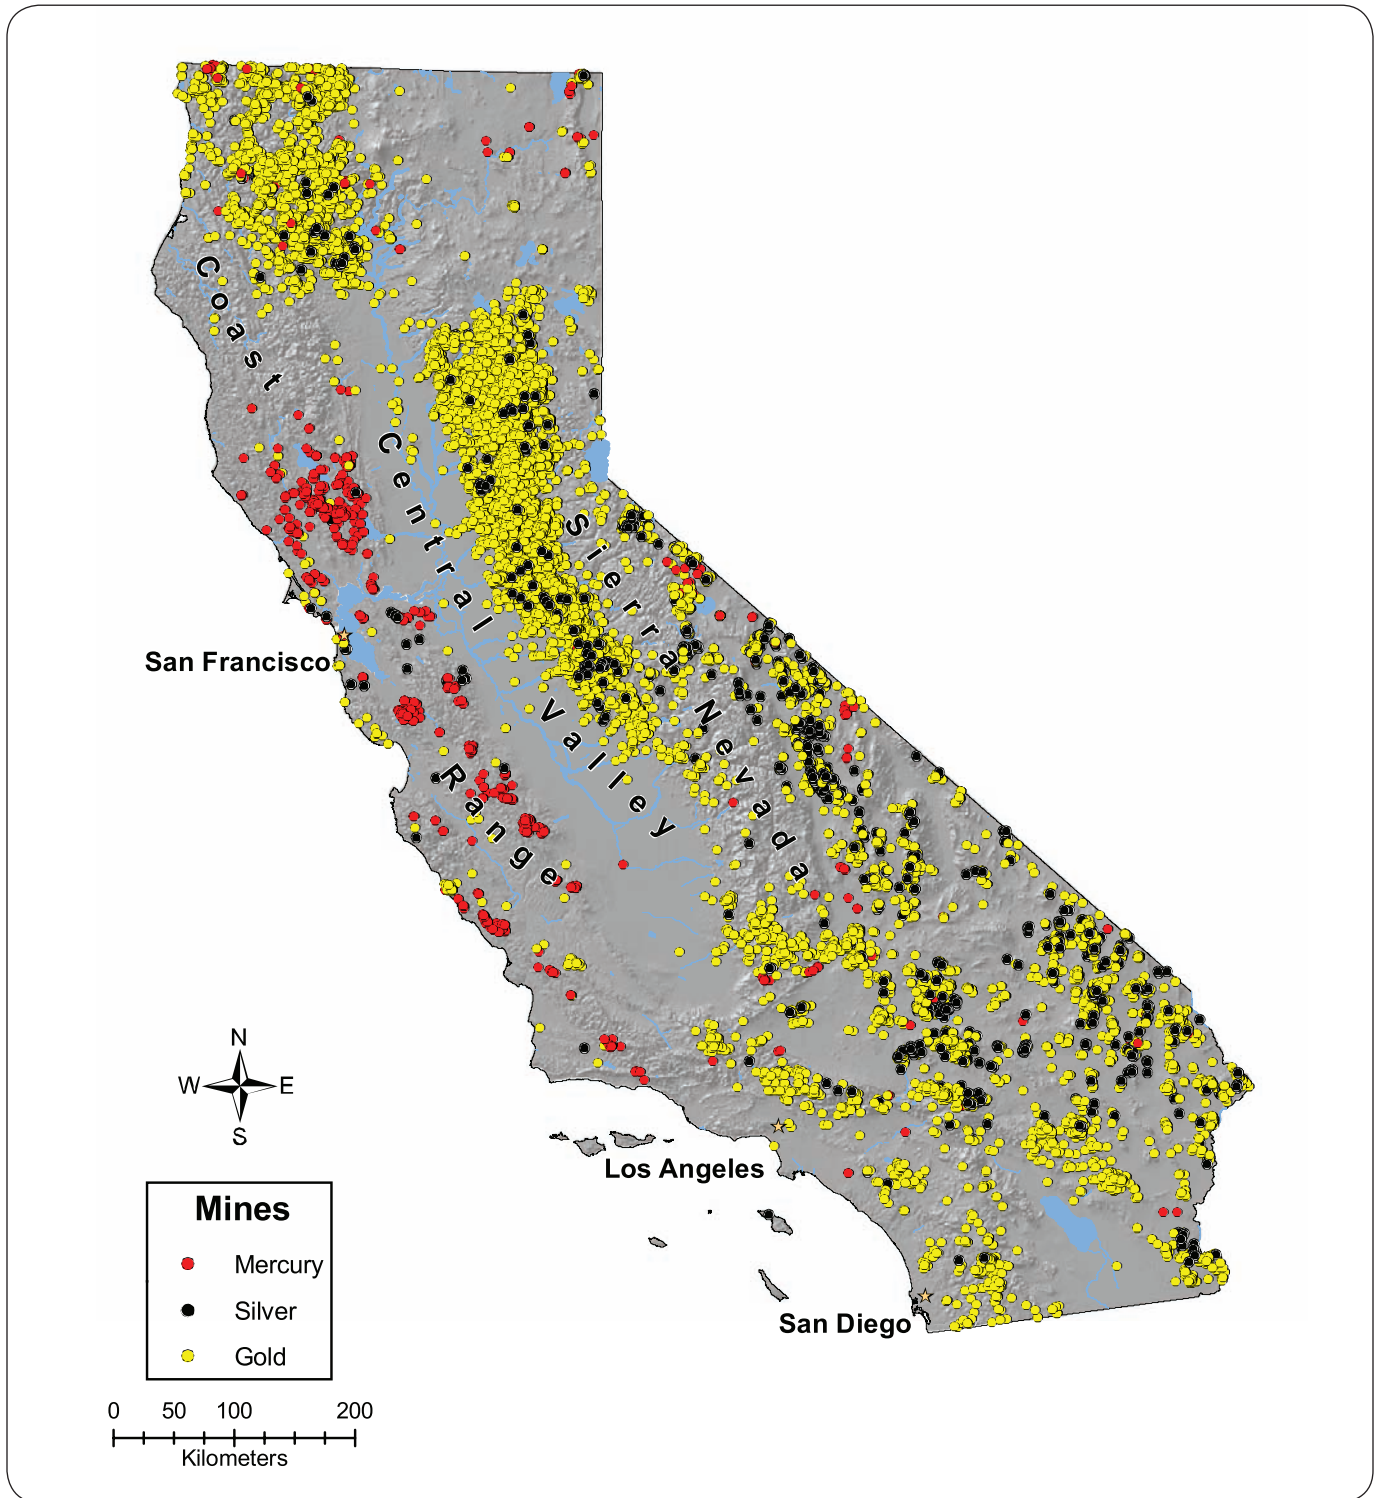 Coast
Central
Sierra
San Francisco
Nevada
Valley
Range
N
W E
S
Los Angeles
Mines
Mercury
Silver
San Diego
Gold
0 50 100 200
Kilometers